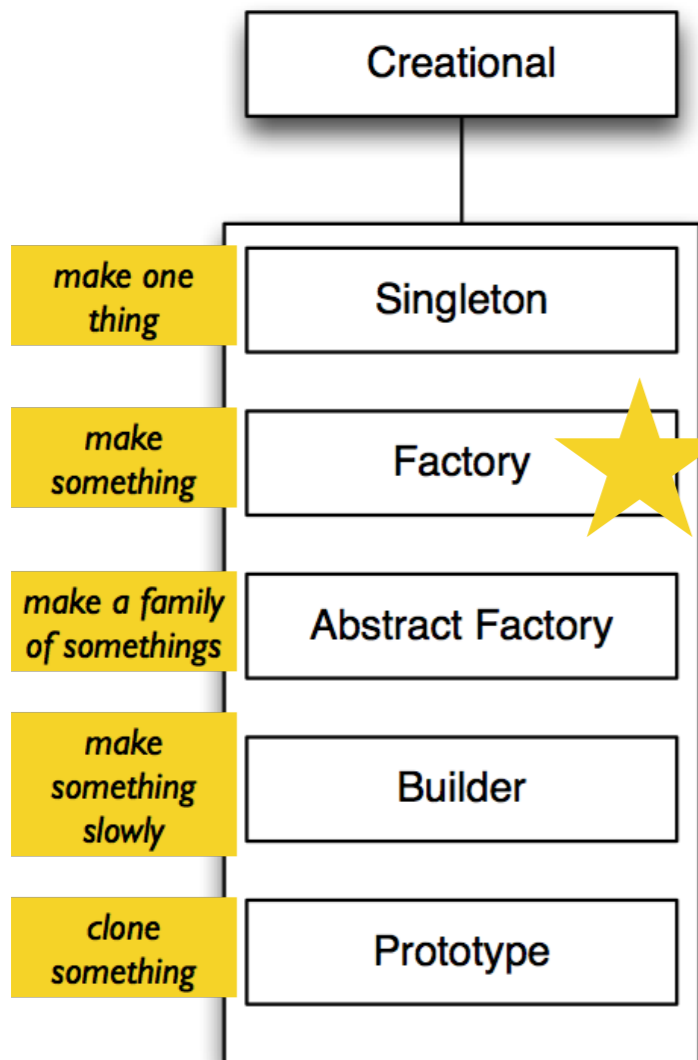 Creational
make one
thing
Singleton
make
something
Factory
make a family
of somethings
Abstract Factory
make
something
slowly
Builder
clone
something
Prototype